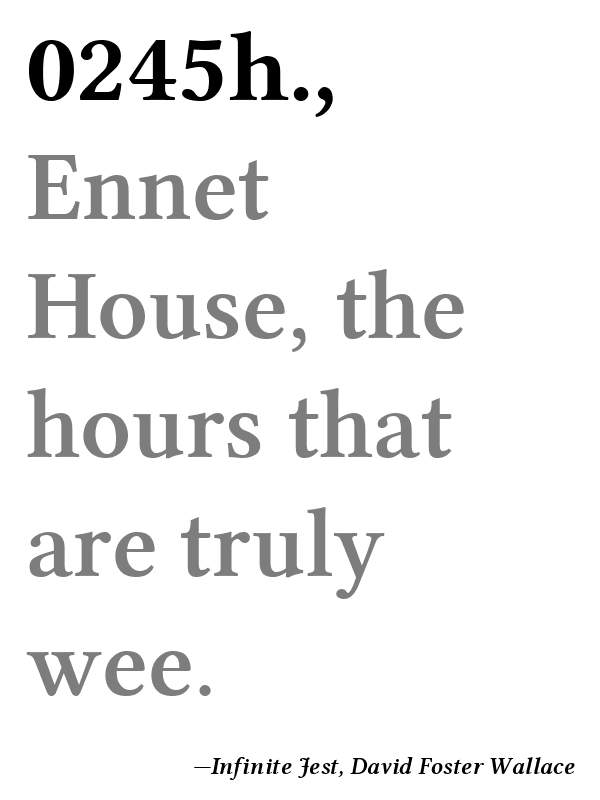 0245h.,
Ennet
House, the
hours that
are truly
wee.
—Infinite Jest, David Foster Wallace